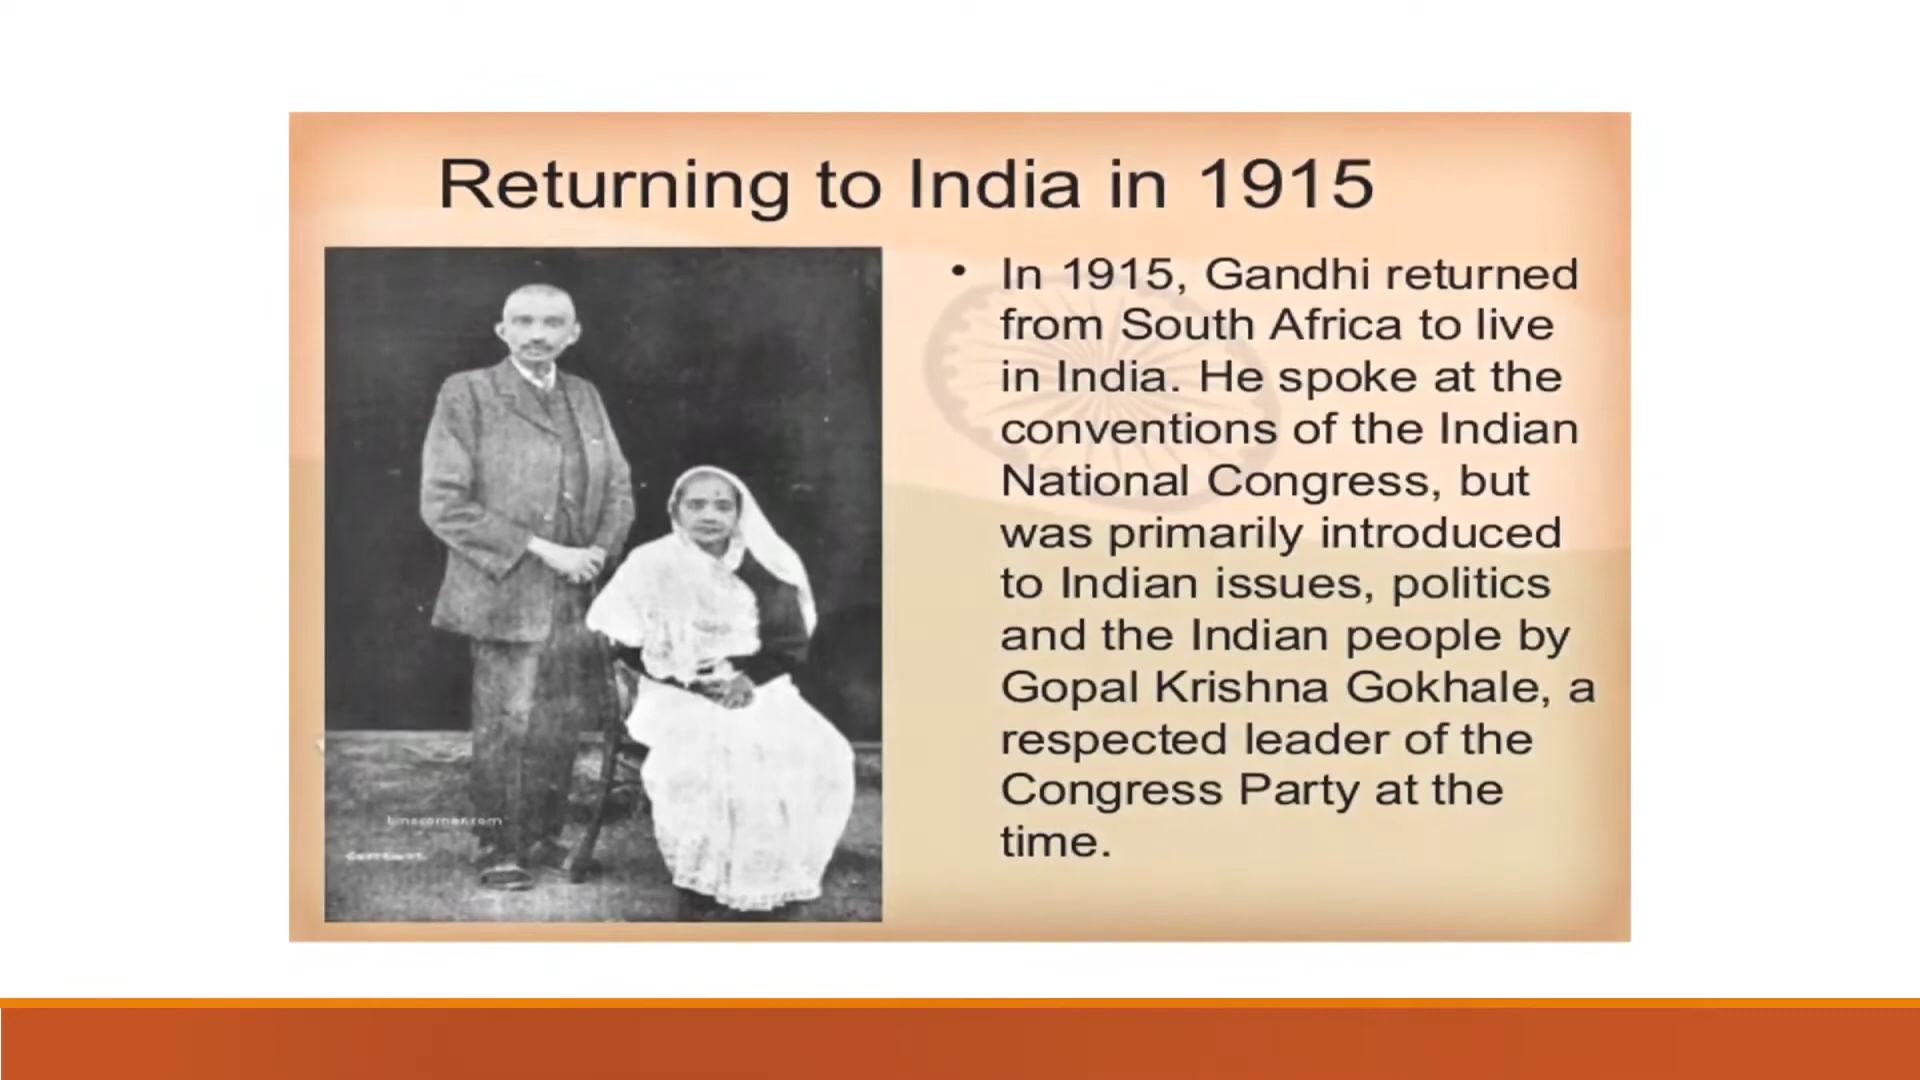 Returning to India in 1915
• In 1915, Gandhi returned
from South Africa to live
in India. He spoke at the
conventions of the Indian
National Congress, but
was primarily introduced
to Indian issues, politics
and the Indian people by
Gopal Krishna Gokhale, a
respected leader of the
Congress Party at the
time.